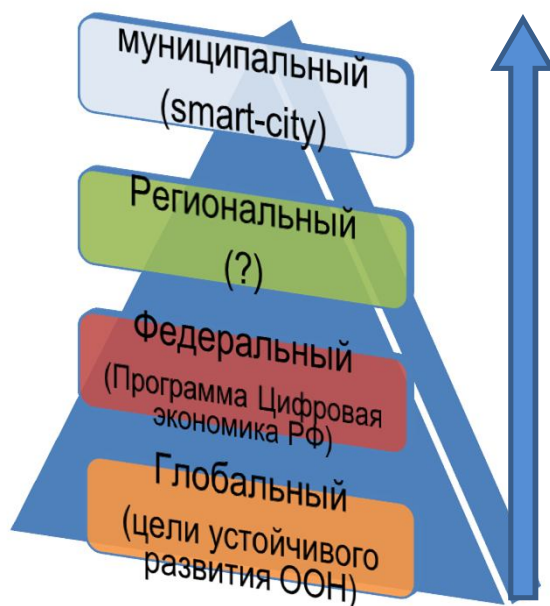 муниципальный
(smart-city)
Региональный
(?)
Федеральный
(Программа Цифровая
экономика РФ)
Глобальный
(цели устойчивого
развития ООН)